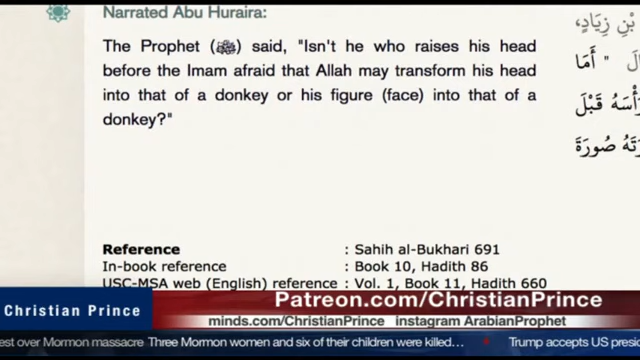 Narrated Abu Huraira:
The Prophet (ﷺ) said, "Isn't he who raises his head
before the Imam afraid that Allah may transform his head
into that of a donkey or his figure (face) into that of a
donkey?"
بْنِ زِيَادٍ،
" أَمَا
رَأْسَهُ قَبْلَ
صُورَةَ
Reference : Sahih al-Bukhari 691
In-book reference : Book 10, Hadith 86
USC-MSA web (English) reference : Vol. 1, Book 11, Hadith 660
Christian Prince
Patreon.com/ChristianPrince
minds.com/ChristianPrince instagram ArabianProphet
est over Mormon massacre Three Mormon women and six of their children were killed... Trump accepts US presi